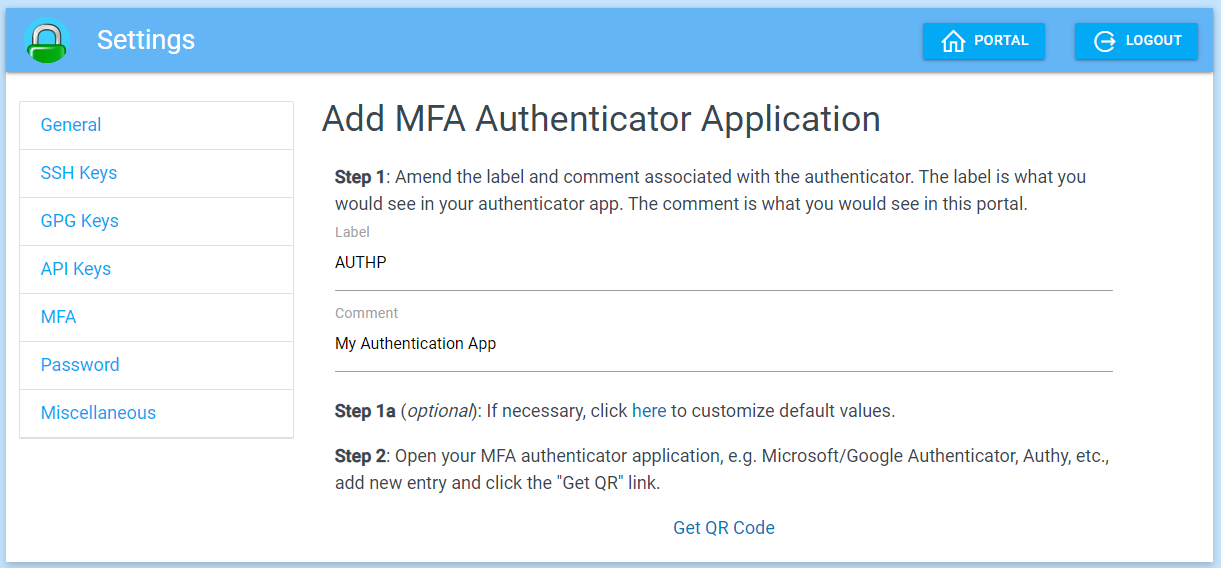 Settings
PORTAL
LOGOUT
General
SSH Keys
GPG Keys
API Keys
MFA
Password
Miscellaneous
Add MFA Authenticator Application
Step 1: Amend the label and comment associated with the authenticator. The label is what you
would see in your authenticator app. The comment is what you would see in this portal.
Label
AUTHP
Comment
My Authentication App
Step 1a (optional): If necessary, click here to customize default values.
Step 2: Open your MFA authenticator application, e.g. Microsoft/Google Authenticator, Authy, etc.,
add new entry and click the "Get QR" link.
Get QR Code